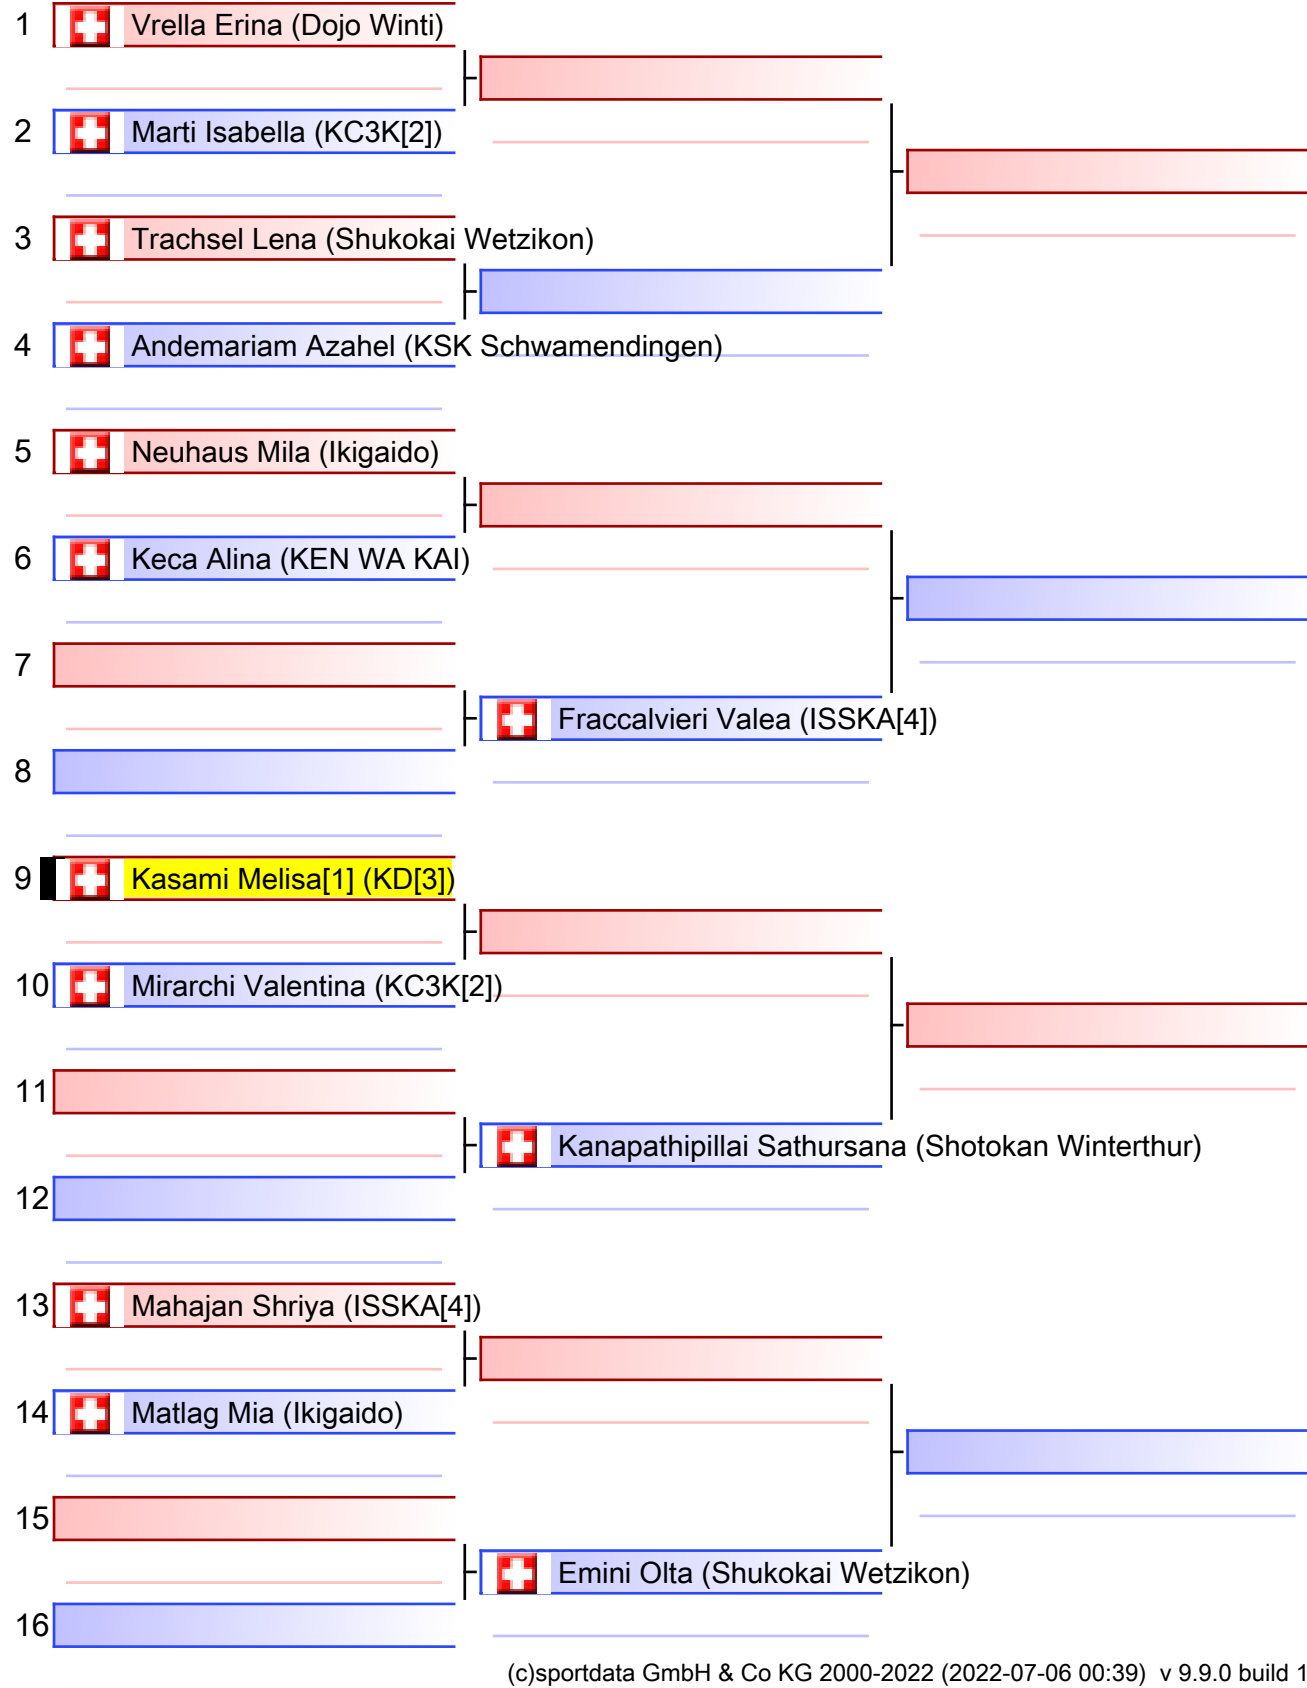 1 Vrella Erina (Dojo Winti)
2 Marti Isabella (KC3K[2])
3 Trachsel Lena (Shukokai Wetzikon)
4 Andemariam Azahel (KSK Schwamendingen)
5 Neuhaus Mila (Ikigaido)
6 Keca Alina (KEN WA KAI)
7
Fraccalvieri Valea (ISSKA[4])
8
9 Kasami Melisa[1] (KD[3])
10 Mirarchi Valentina (KC3K[2])
11
Kanapathipillai Sathursana (Shotokan Winterthur)
12
13 Mahajan Shriya (ISSKA[4])
14 Matlag Mia (Ikigaido)
15
Emini Olta (Shukokai Wetzikon)
16
(c)sportdata GmbH & Co KG 2000-2022 (2022-07-06 00:39) v 9.9.0 build 1